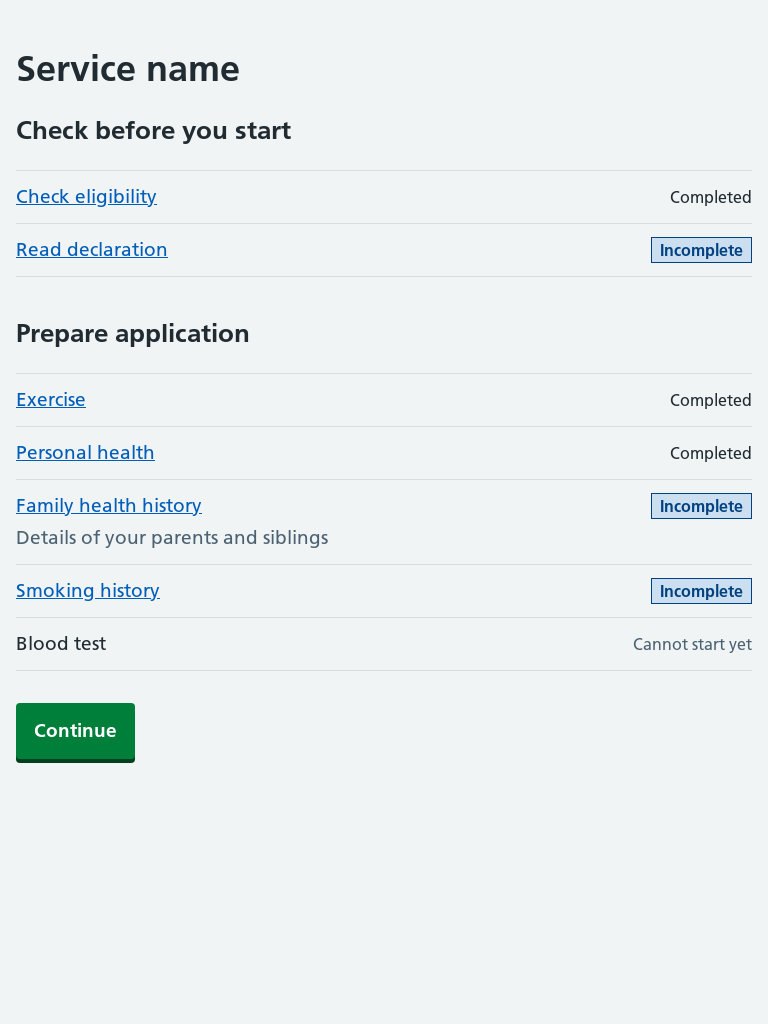 Service name
Check before you start
Check eligibility Completed
Read declaration Incomplete
Prepare application
Exercise Completed
Personal health Completed
Family health history Incomplete
Details of your parents and siblings
Smoking history Incomplete
Blood test Cannot start yet
Continue